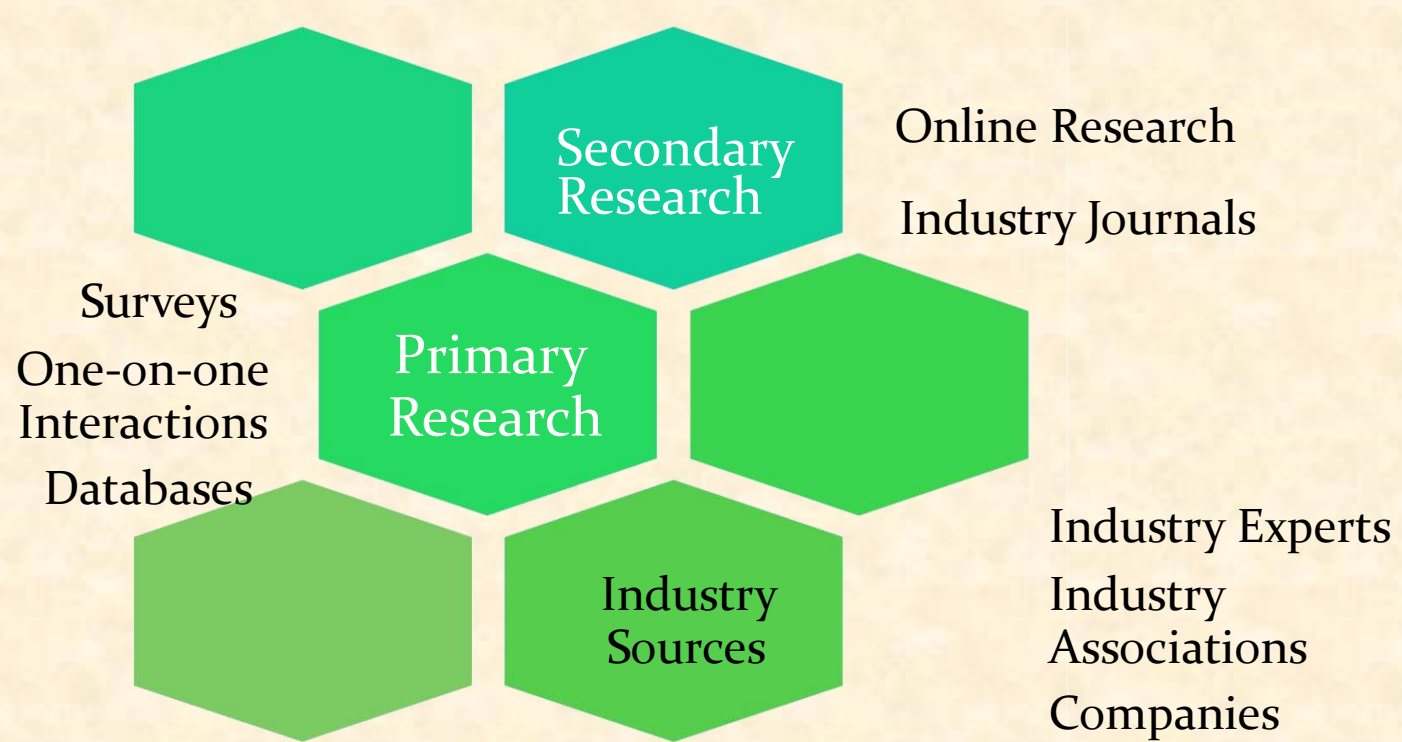 Secondary
Research
Online Research
Industry Journals
Surveys
One-on-one
Interactions
Databases
Primary
Research
Industry
Sources
Industry Experts
Industry
Associations
Companies